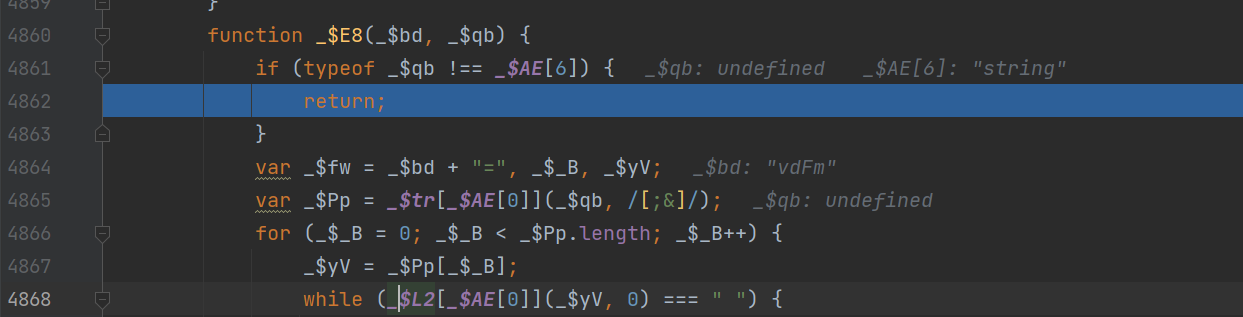 4859 }
4860 function _$E8(_$bd, _$qb) {
4861 if (typeof _$qb !== _$AE[6]) { _$qb: undefined _$AE[6]: "string"
4862 return;
4863 }
4864 var _$fw = _$bd + "=", _$_B, _$yV; _$bd: "vdFm"
4865 var _$Pp = _$tr[_$AE[0]](_$qb, /[;&]/); _$qb: undefined
4866 for (_$_B = 0; _$_B < _$Pp.length; _$_B++) {
4867 _$yV = _$Pp[_$_B];
4868 while (_$L2[_$AE[0]](_$yV, 0) === " ") {